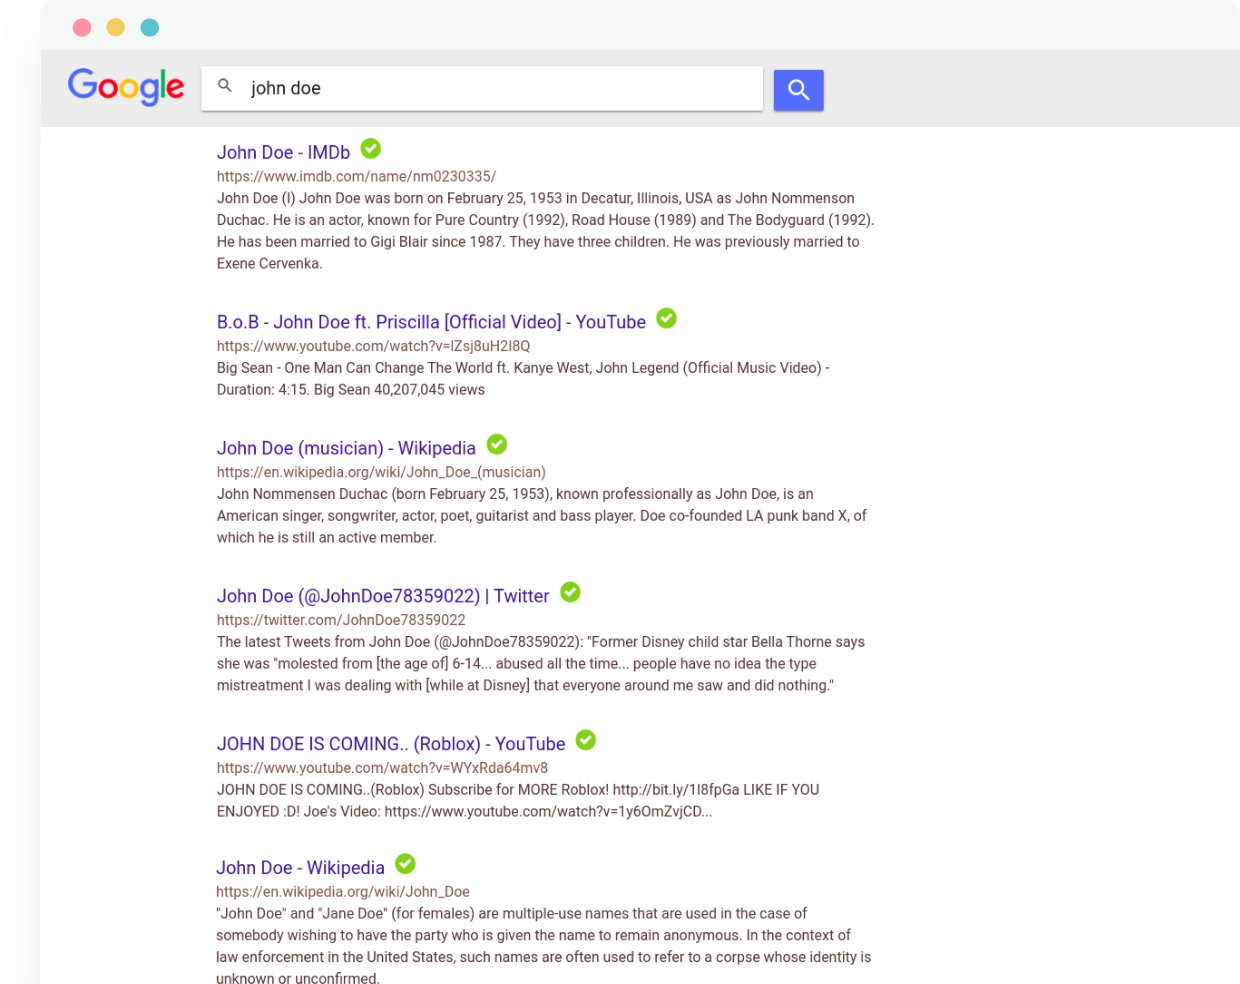 Google
john doe
John Doe - IMDb
https://www.imdb.com/name/nm0230335/
John Doe (I) John Doe was born on February 25, 1953 in Decatur, Illinois, USA as John Nommenson
Duchac. He is an actor, known for Pure Country (1992), Road House (1989) and The Bodyguard (1992).
He has been married to Gigi Blair since 1987. They have three children. He was previously married to
Exene Cervenka.
B.o.B - John Doe ft. Priscilla [Official Video] - YouTube
https://www.youtube.com/watch?v=lZsj8uH2I8Q
Big Sean - One Man Can Change The World ft. Kanye West, John Legend (Official Music Video) -
Duration: 4:15. Big Sean 40,207,045 views
John Doe (musician) - Wikipedia
https://en.wikipedia.org/wiki/John_Doe_(musician)
John Nommensen Duchac (born February 25, 1953), known professionally as John Doe, is an
American singer, songwriter, actor, poet, guitarist and bass player. Doe co-founded LA punk band X, of
which he is still an active member.
John Doe (@JohnDoe78359022) | Twitter
https://twitter.com/JohnDoe78359022
The latest Tweets from John Doe (@JohnDoe78359022): "Former Disney child star Bella Thorne says
she was "molested from [the age of] 6-14... abused all the time... people have no idea the type
mistreatment I was dealing with [while at Disney] that everyone around me saw and did nothing."
JOHN DOE IS COMING.. (Roblox) - YouTube
https://www.youtube.com/watch?v=WYxRda64mv8
JOHN DOE IS COMING..(Roblox) Subscribe for MORE Roblox! http://bit.ly/1I8fpGa LIKE IF YOU
ENJOYED :D! Joe's Video: https://www.youtube.com/watch?v=1y6OmZvjCD...
John Doe - Wikipedia
https://en.wikipedia.org/wiki/John_Doe
"John Doe" and "Jane Doe" (for females) are multiple-use names that are used in the case of
somebody wishing to have the party who is given the name to remain anonymous. In the context of
law enforcement in the United States, such names are often used to refer to a corpse whose identity is
unknown or unconfirmed.